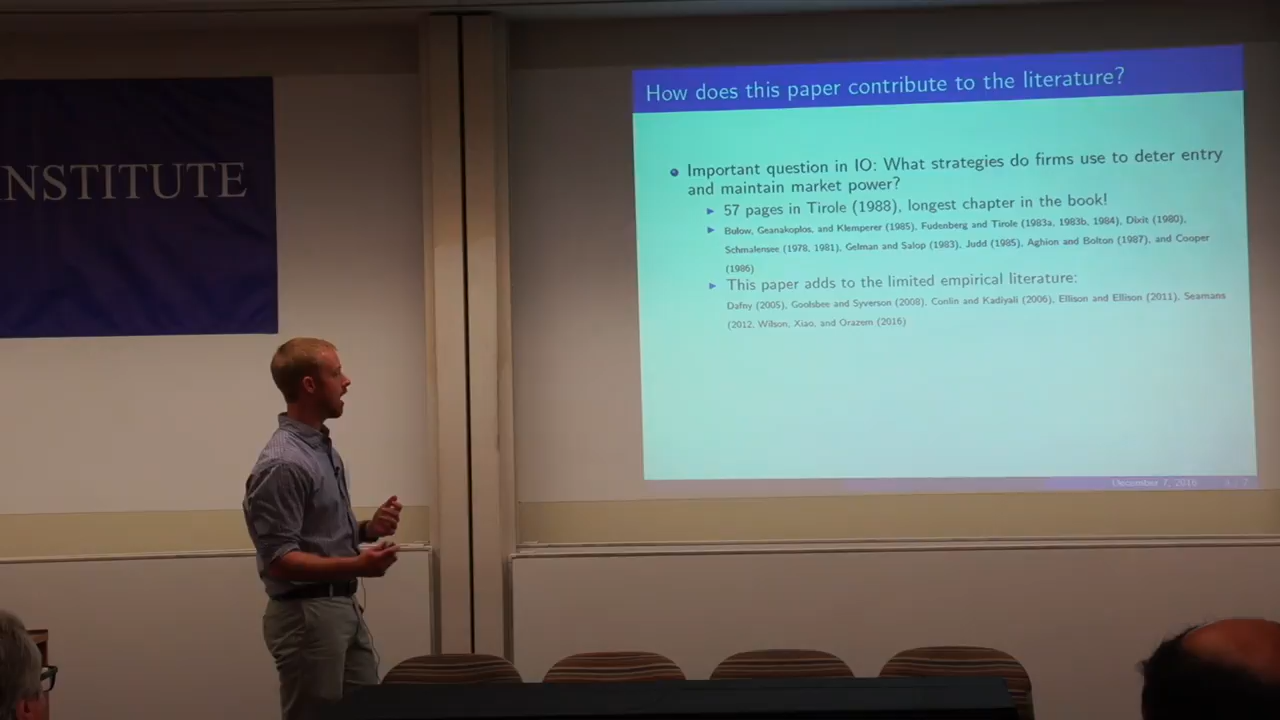 NSTITUTE
How does this paper contribute to the literature?
Important question in IO: What strategies do firms use to deter entry
and maintain market power?
57 pages in Tirole (1988), longest chapter in the book!
Bulow, Geanakoplos, and Klemperer (1985), Fudenberg and Tirole (1983a, 1983b, 1984), Dixit (1980),
Schmalensee (1978, 1981), Gelman and Salop (1983), Judd (1985), Aghion and Bolton (1987), and Cooper
(1986)
This paper adds to the limited empirical literature:
Dafny (2005), Goolsbee and Syverson (2008), Conlin and Kadiyali (2006), Ellison and Ellison (2011), Seamans
(2012, Wilson, Xiao, and Orazem (2016)
December 7, 2016